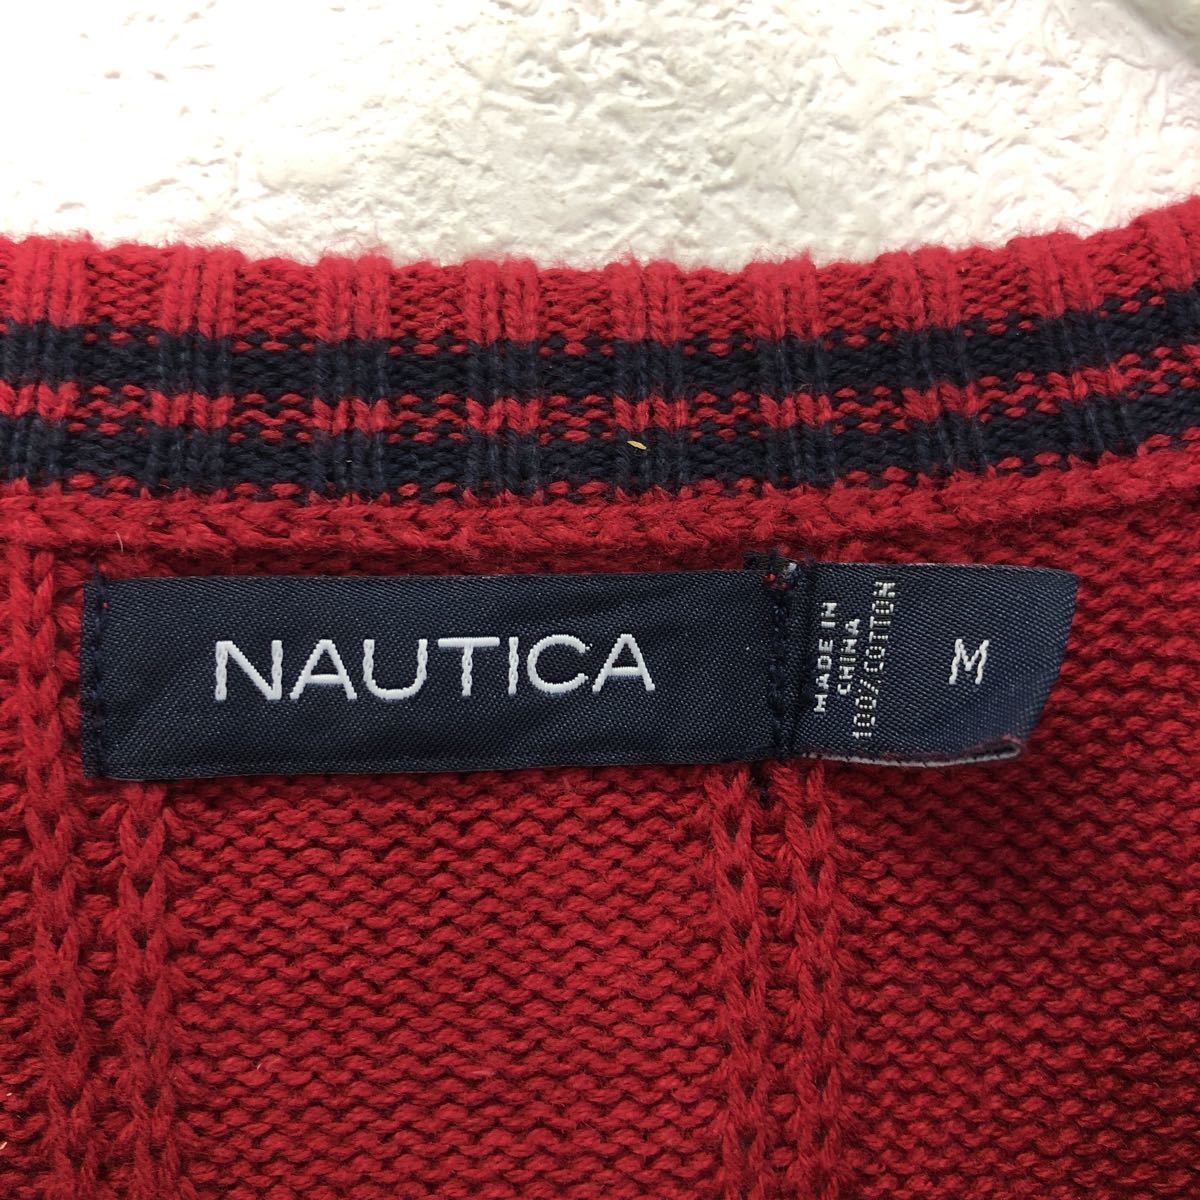 NAUTICA
MADE IN
CHINA
100% COTTON
M